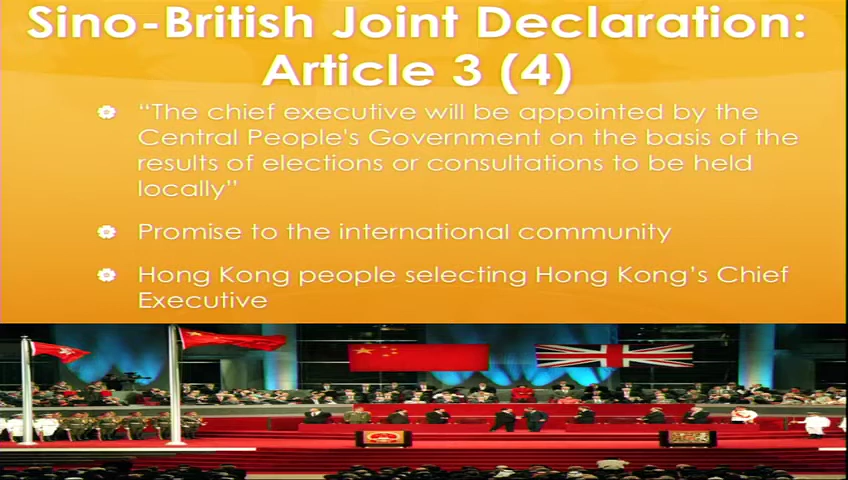 Sino-British Joint Declaration:
Article 3 (4)
“The chief executive will be appointed by the
Central People's Government on the basis of the
results of elections or consultations to be held
locally”
Promise to the international community
Hong Kong people selecting Hong Kong’s Chief
Executive